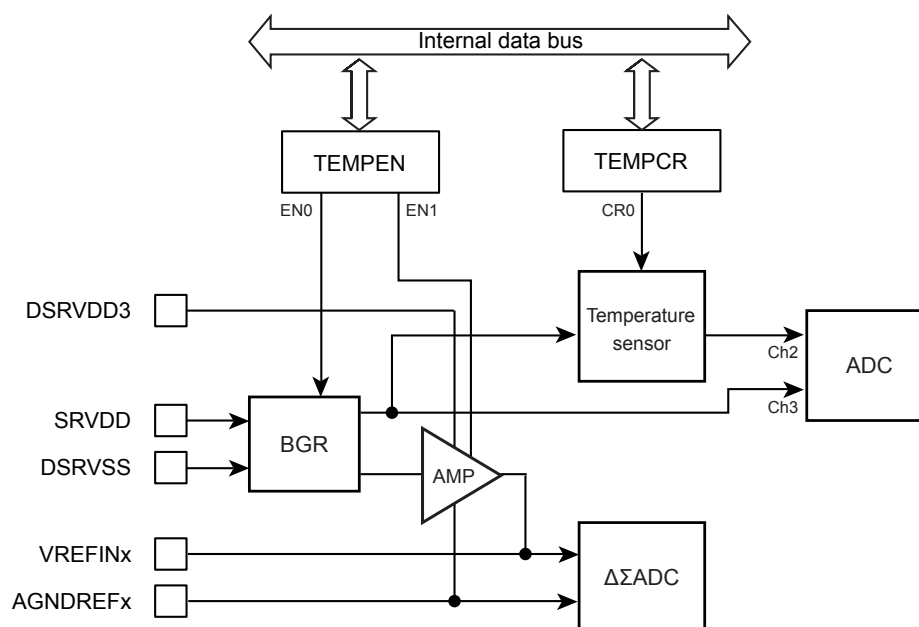 Internal data bus
TEMPEN
TEMPCR
EN0
EN1
CR0
DSRVDD3
Temperature
sensor
Ch2
ADC
Ch3
SRVDD
BGR
DSRVSS
AMP
VREFINx
ΔΣADC
AGNDREFx